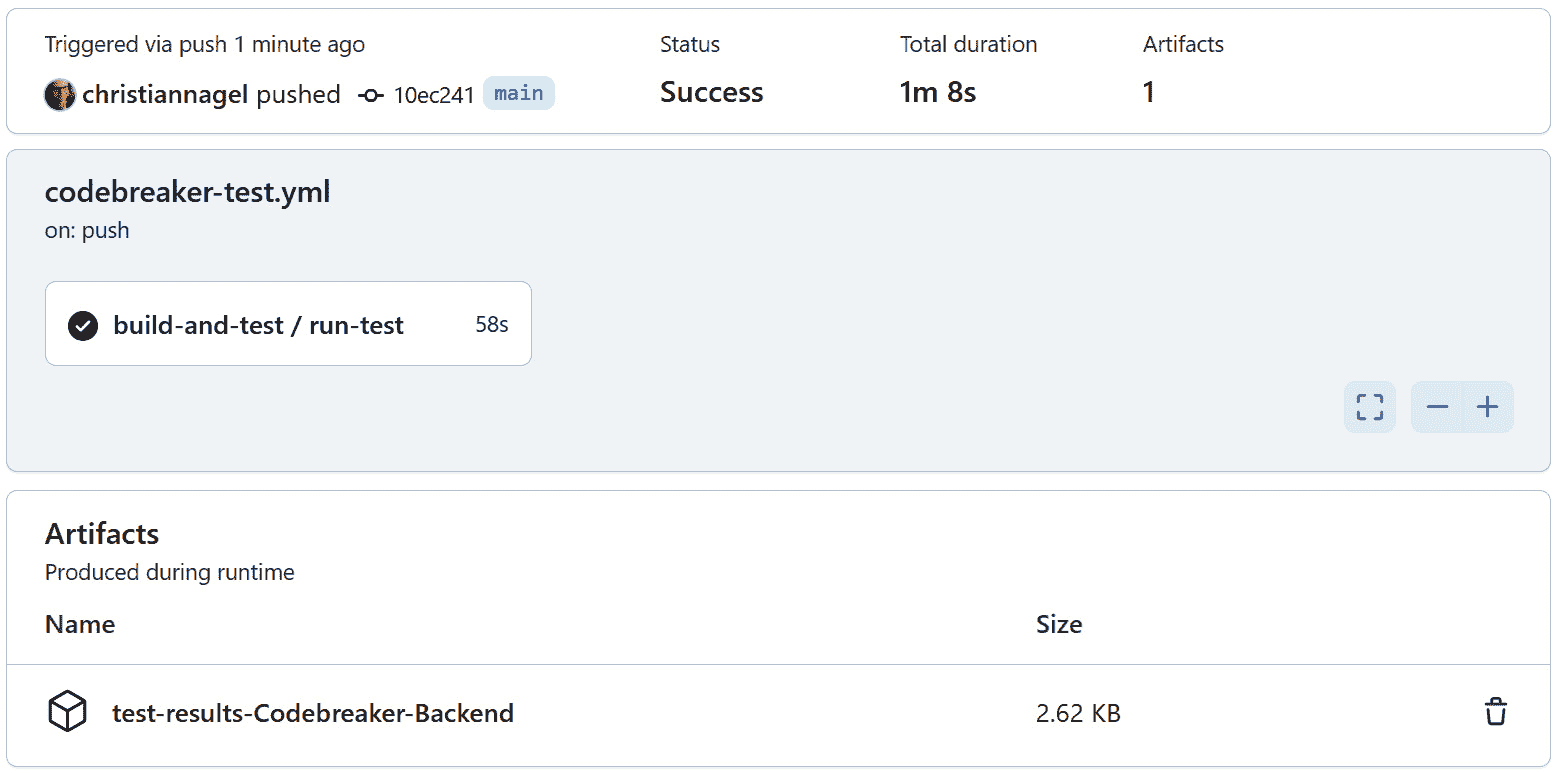 Triggered via push 1 minute ago
christiannagel pushed 10ec241 main
Status
Success
Total duration
1m 8s
Artifacts
1
codebreaker-test.yml
on: push
build-and-test / run-test 58s
Artifacts
Produced during runtime
Name Size
test-results-Codebreaker-Backend 2.62 KB